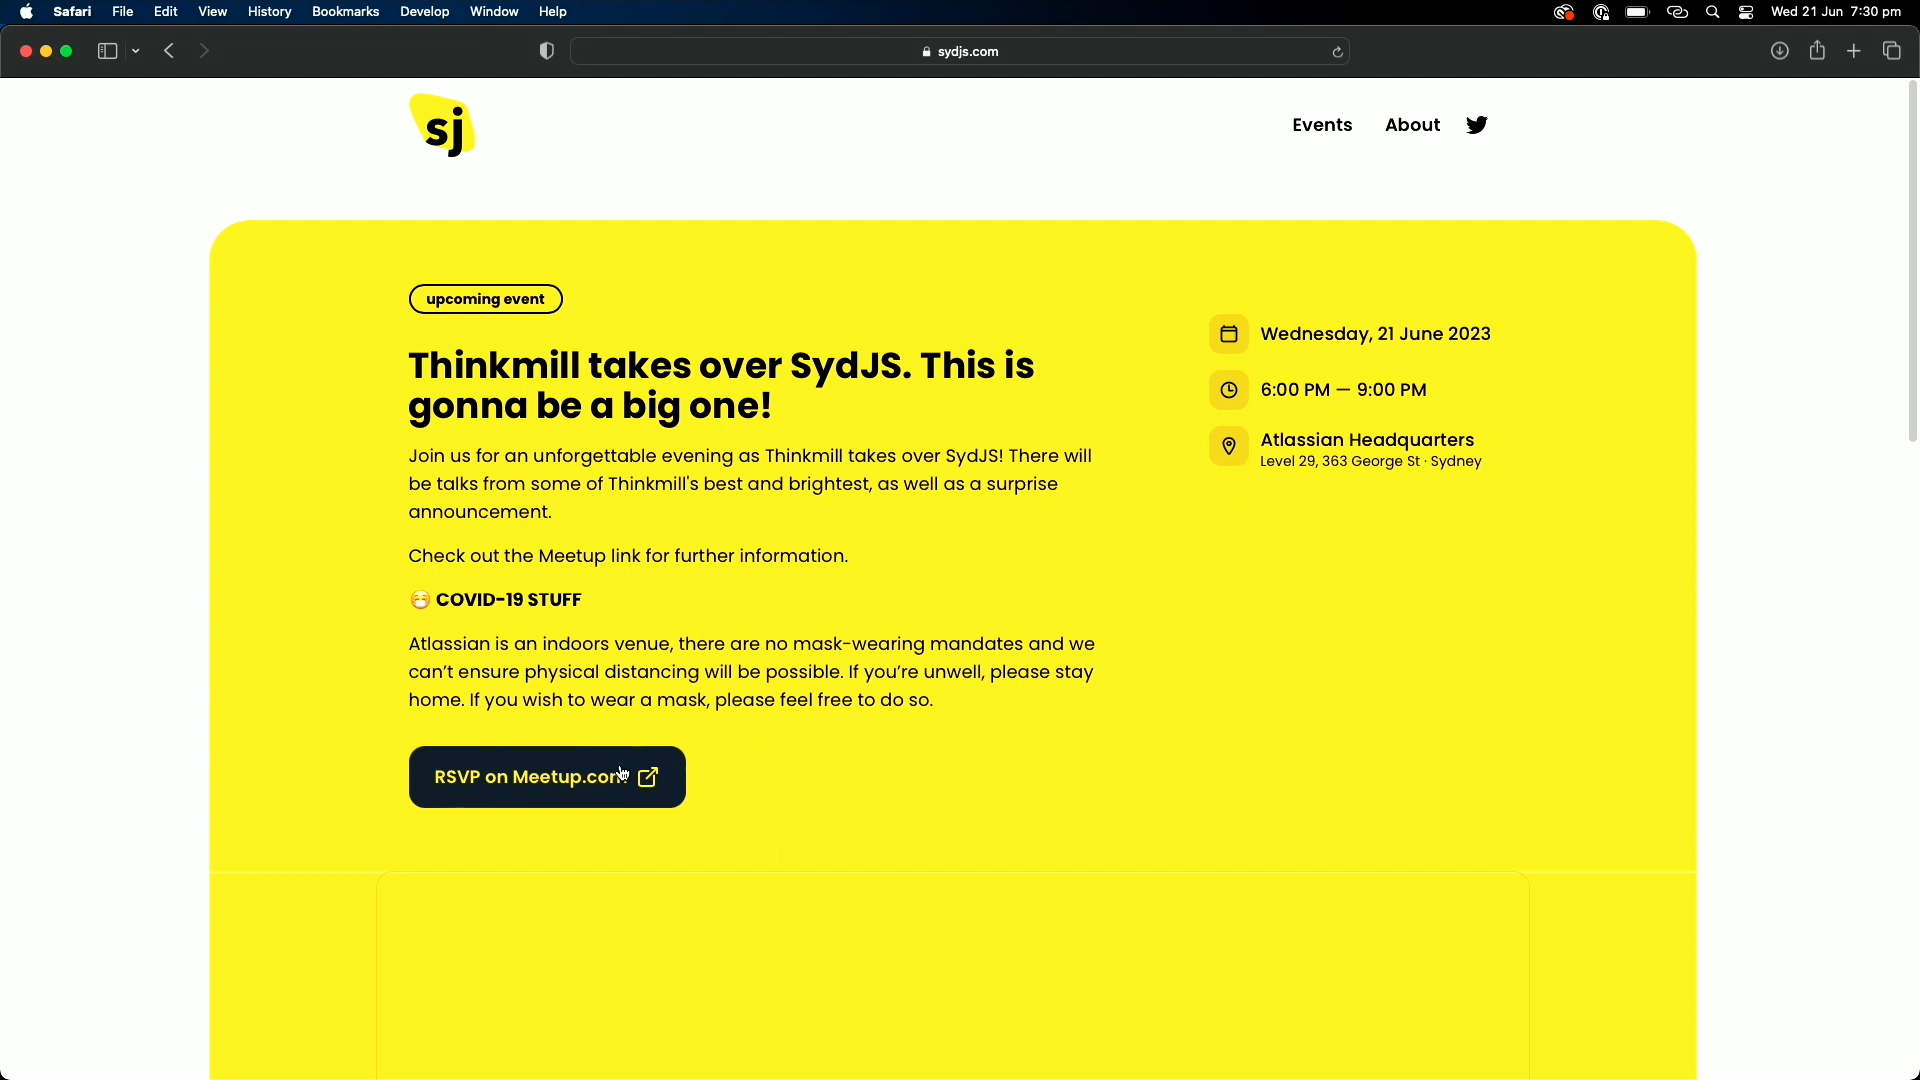 Safari File Edit View History Bookmarks Develop Window Help Wed 21 Jun 7:30 pm
sydjs.com
sj
Events About
upcoming event
Thinkmill takes over SydJS. This is
gonna be a big one!
Join us for an unforgettable evening as Thinkmill takes over SydJS! There will
be talks from some of Thinkmill's best and brightest, as well as a surprise
announcement.
Check out the Meetup link for further information.
😷 COVID-19 STUFF
Atlassian is an indoors venue, there are no mask-wearing mandates and we
can't ensure physical distancing will be possible. If you're unwell, please stay
home. If you wish to wear a mask, please feel free to do so.
RSVP on Meetup.com
Wednesday, 21 June 2023
6:00 PM — 9:00 PM
Atlassian Headquarters
Level 29, 363 George St · Sydney